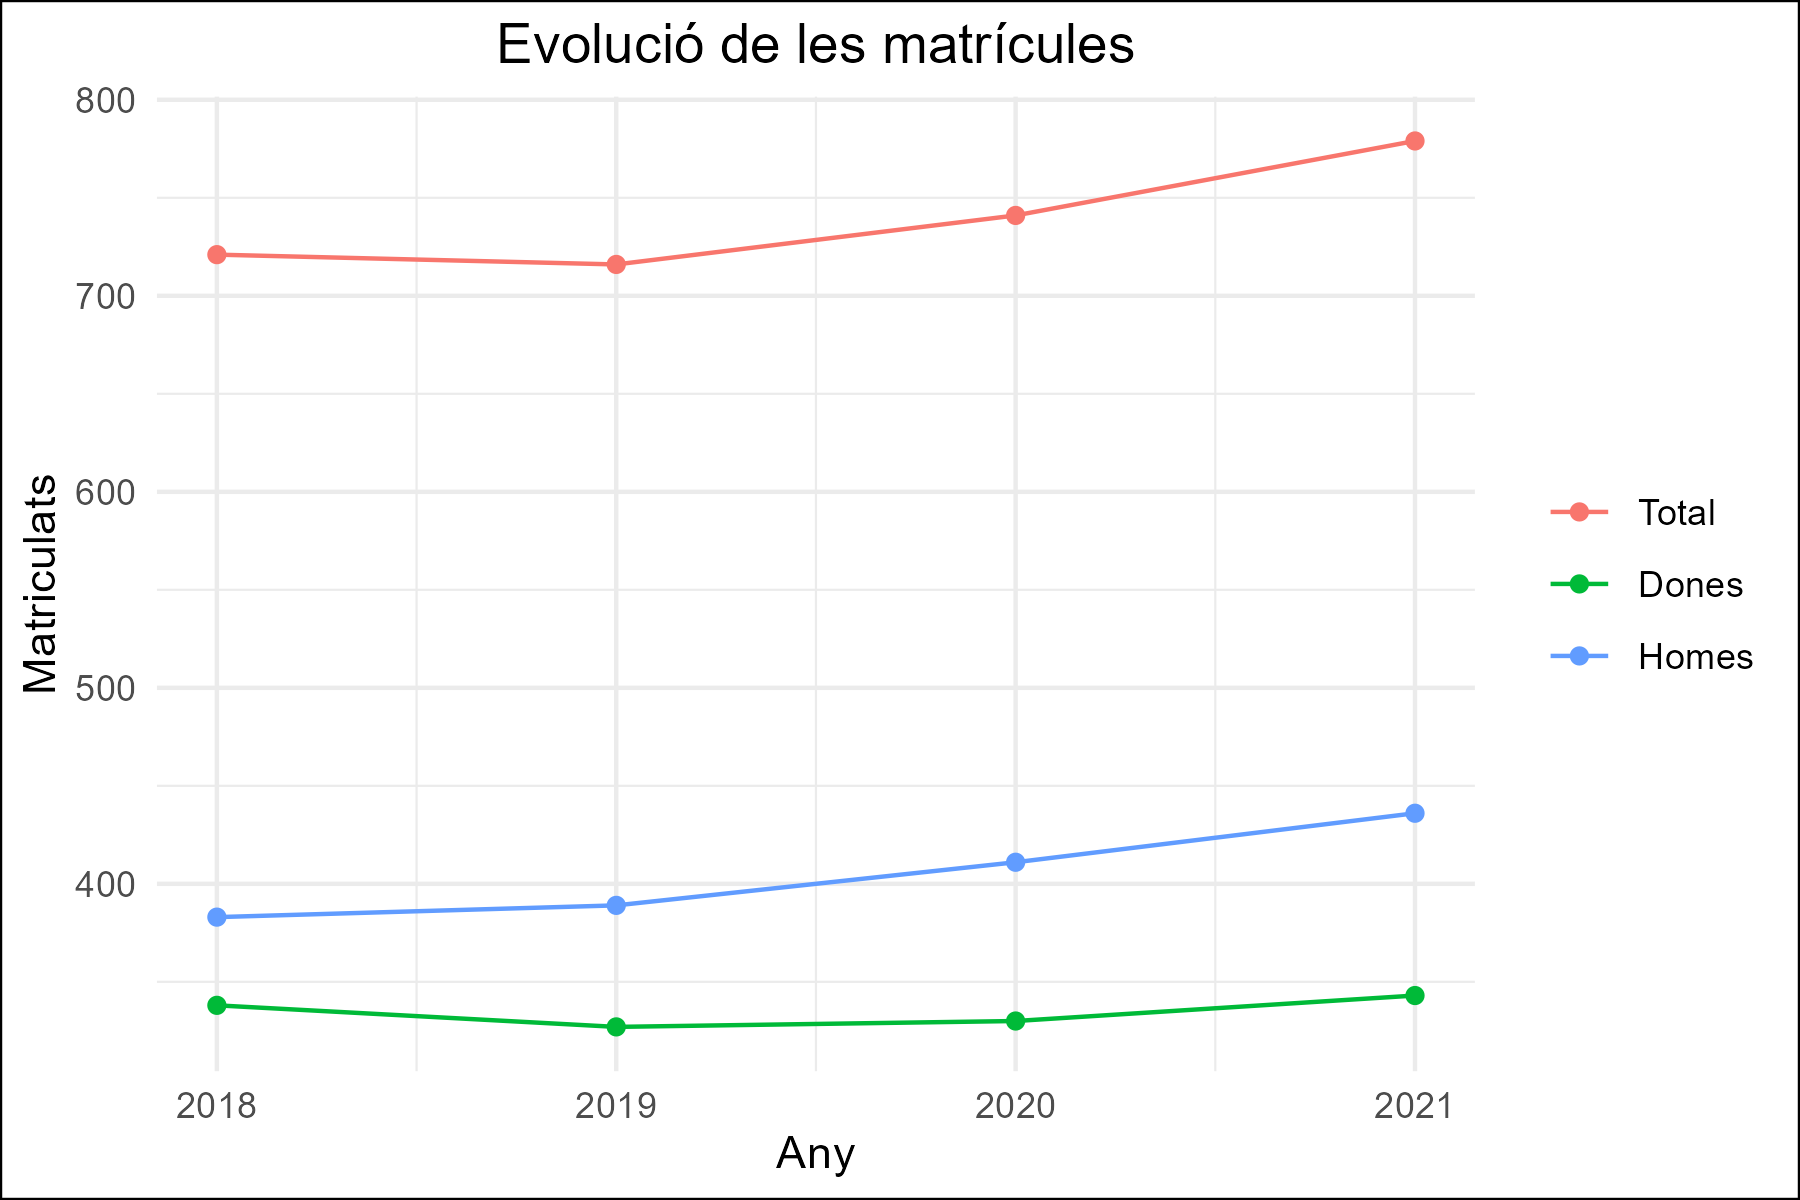 Evolució de les matrícules
800
700
600
500
400
Matriculats
2018 2019 2020 2021
Any
Total
Dones
Homes